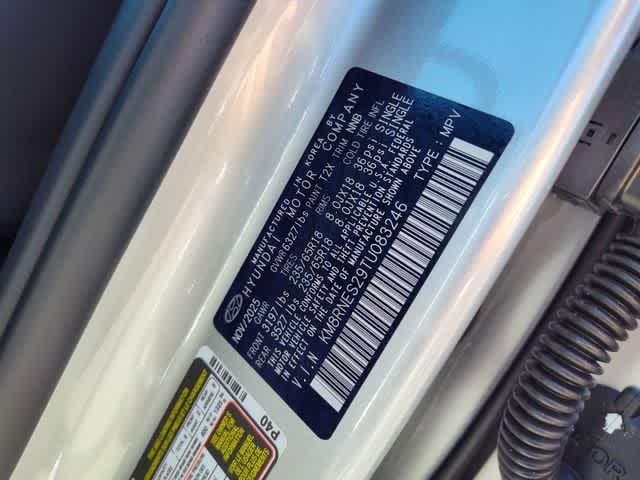 MANUFACTURED IN KOREA BY
HYUNDAI MOTOR COMPANY
NOV/2025 GVWR 6327lbs PAINT T2X TRIM NNB
GAWR TIRES RIMS COLD TIRE INFL
FRONT 3197lbs 235/65R18 8.0JX18 36psi SINGLE
REAR 3527lbs 235/65R18 8.0JX18 36psi SINGLE
THIS VEHICLE CONFORMS TO ALL APPLICABLE U.S.A. FEDERAL
MOTOR VEHICLE SAFETY AND THEFT PREVENTION STANDARDS
IN EFFECT ON THE DATE OF MANUFACTURE SHOWN ABOVE
V.I.N KM8RNES29TU083246 TYPE : MPV
P40